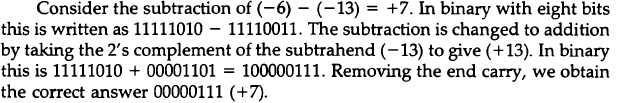 Consider the subtraction of (−6) − (−13) = +7. In binary with eight bits
this is written as 11111010 − 11110011. The subtraction is changed to addition
by taking the 2's complement of the subtrahend (−13) to give (+13). In binary
this is 11111010 + 00001101 = 100000111. Removing the end carry, we obtain
the correct answer 00000111 (+7).